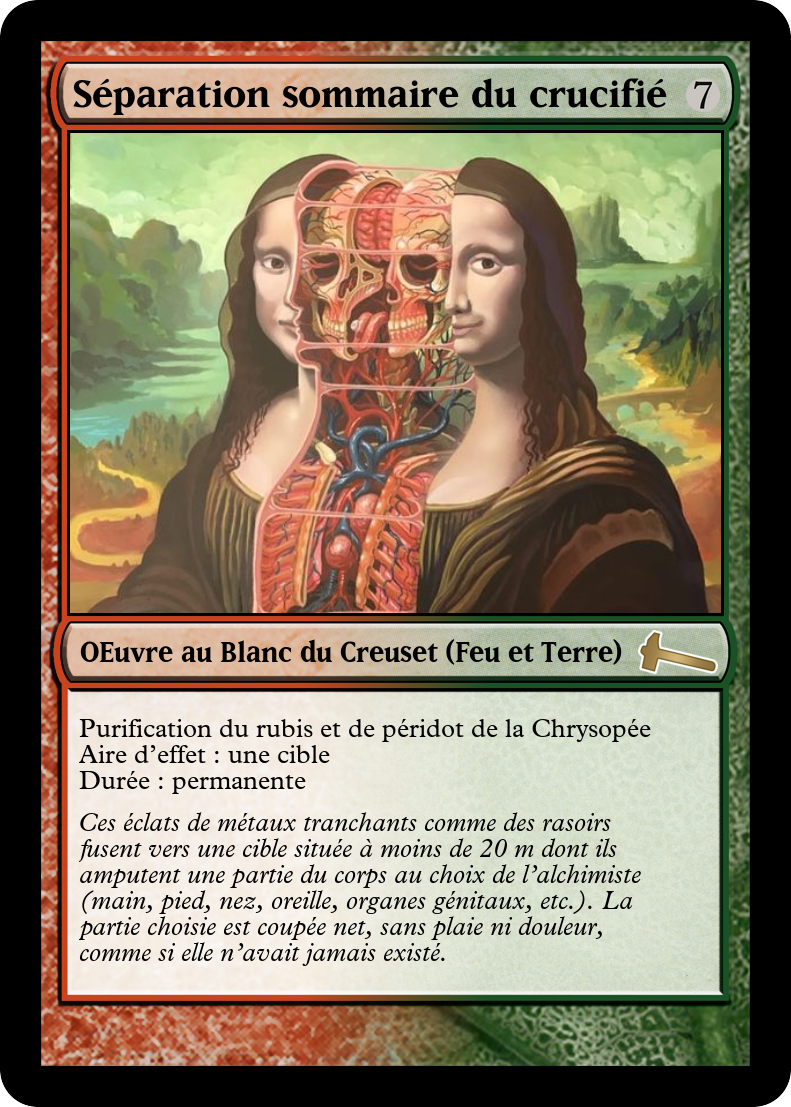 Séparation sommaire du crucifié 7
OEuvre au Blanc du Creuset (Feu et Terre)
Purification du rubis et de péridot de la Chrysopée
Aire d'effet : une cible
Durée : permanente
Ces éclats de métaux tranchants comme des rasoirs
fusent vers une cible située à moins de 20 m dont ils
amputent une partie du corps au choix de l'alchimiste
(main, pied, nez, oreille, organes génitaux, etc.). La
partie choisie est coupée net, sans plaie ni douleur,
comme si elle n'avait jamais existé.